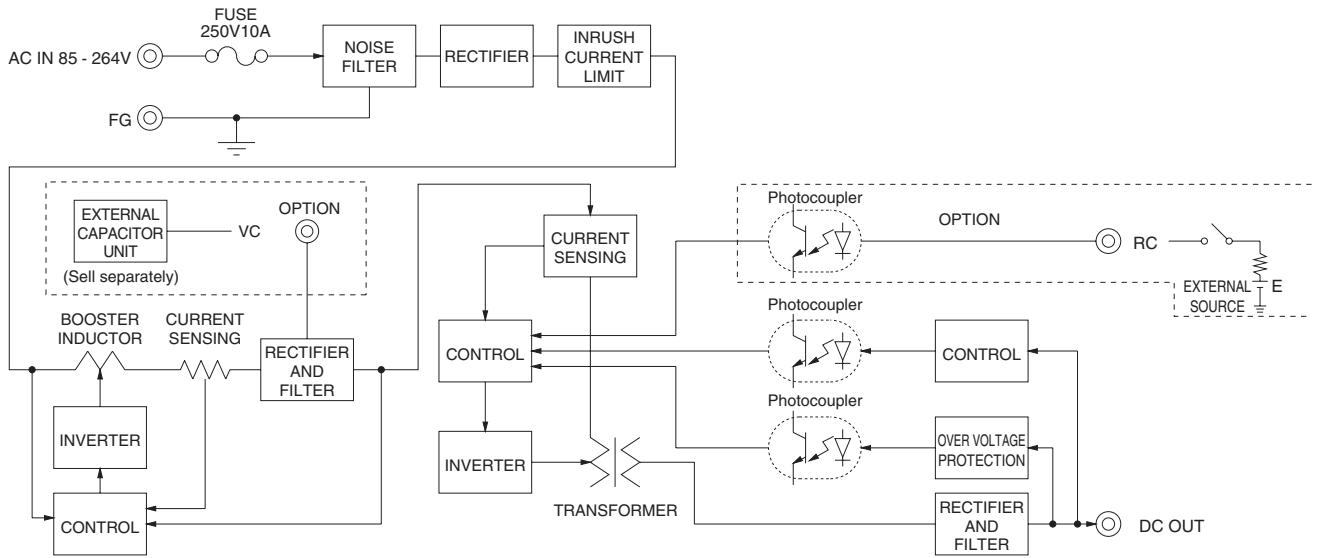 FUSE
250V10A
AC IN 85 - 264V
NOISE
FILTER
RECTIFIER
INRUSH
CURRENT
LIMIT
FG
EXTERNAL
CAPACITOR
UNIT
(Sell separately)
VC
OPTION
CURRENT
SENSING
Photocoupler
OPTION
RC
EXTERNAL
SOURCE
E
BOOSTER
INDUCTOR
CURRENT
SENSING
RECTIFIER
AND
FILTER
CONTROL
Photocoupler
CONTROL
INVERTER
INVERTER
TRANSFORMER
Photocoupler
OVER VOLTAGE
PROTECTION
CONTROL
RECTIFIER
AND
FILTER
DC OUT